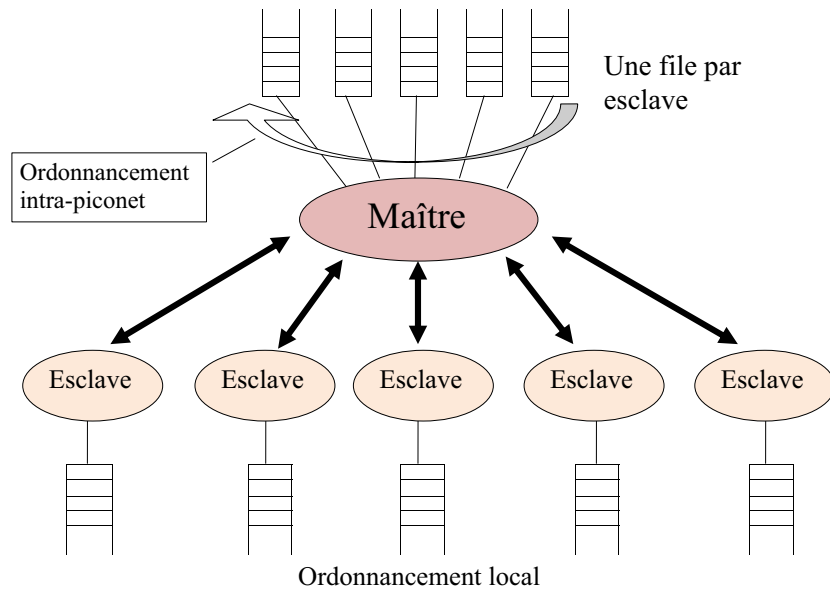 Une file par
esclave
Ordonnancement
intra-piconet
Maître
Esclave
Esclave
Esclave
Esclave
Esclave
Ordonnancement local